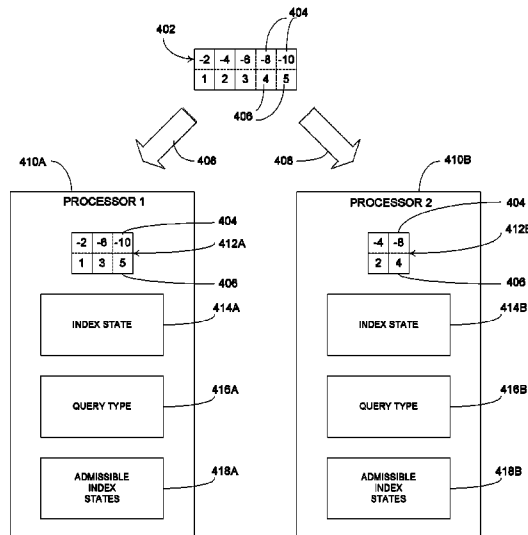 404
402
-2 -4 -6 -8 -10
1 2 3 4 5
406
408 408
410A 410B
PROCESSOR 1 PROCESSOR 2
404 404
-2 -6 -10 -4 -8
412A 412B
1 3 5 2 4
406 406
414A 414B
INDEX STATE INDEX STATE
416A 416B
QUERY TYPE QUERY TYPE
418A 418B
ADMISSIBLE ADMISSIBLE
INDEX INDEX
STATES STATES